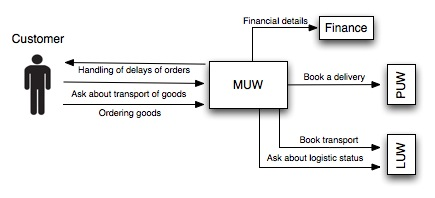 Financial details
Finance
Customer
Handling of delays of orders
Ask about transport of goods
Ordering goods
MUW
Book a delivery
PUW
Book transport
Ask about logistic status
LUW